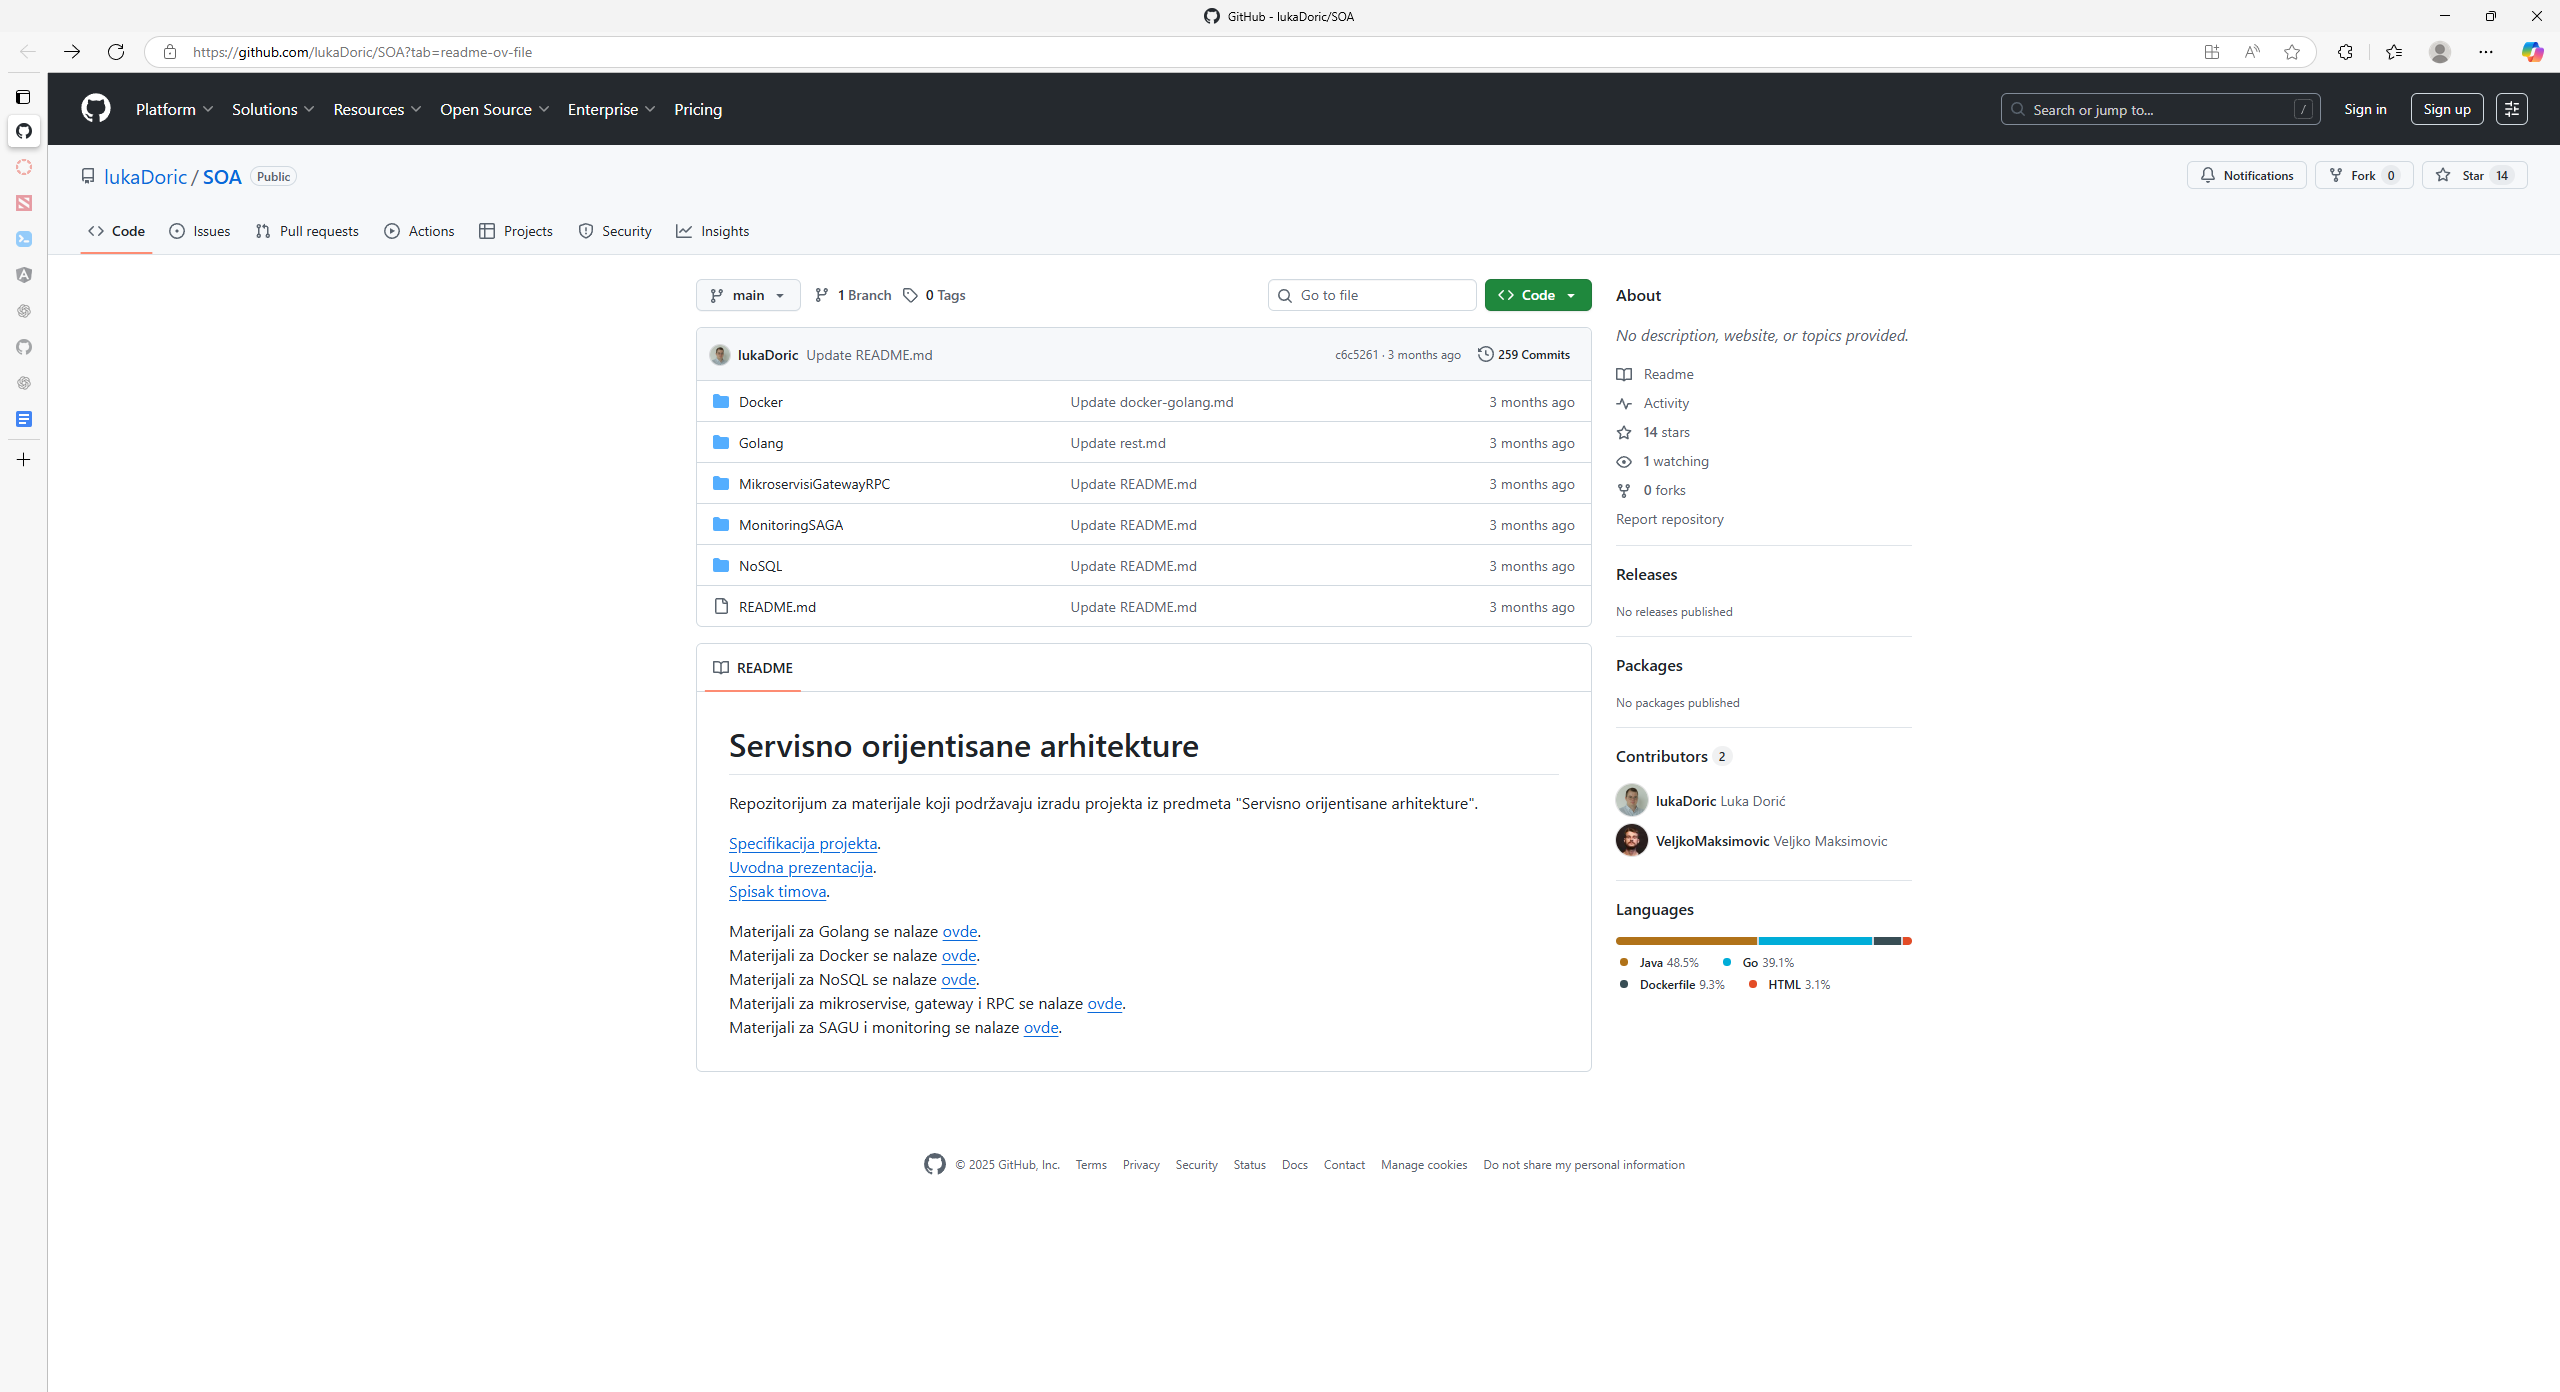 GitHub - lukaDoric/SOA
https://github.com/lukaDoric/SOA?tab=readme-ov-file
Platform Solutions Resources Open Source Enterprise Pricing
Search or jump to... /
Sign in
Sign up
lukaDoric / SOA Public
Notifications
Fork 0
Star 14
Code Issues Pull requests Actions Projects Security Insights
main 1 Branch 0 Tags
Go to file
Code
lukaDoric Update README.md c6c5261 · 3 months ago 259 Commits
Docker Update docker-golang.md 3 months ago
Golang Update rest.md 3 months ago
MikroservisiGatewayRPC Update README.md 3 months ago
MonitoringSAGA Update README.md 3 months ago
NoSQL Update README.md 3 months ago
README.md Update README.md 3 months ago
README
Servisno orijentisane arhitekture
Repozitorijum za materijale koji podržavaju izradu projekta iz predmeta "Servisno orijentisane arhitekture".
Specifikacija projekta.
Uvodna prezentacija.
Spisak timova.
Materijali za Golang se nalaze ovde.
Materijali za Docker se nalaze ovde.
Materijali za NoSQL se nalaze ovde.
Materijali za mikroservise, gateway i RPC se nalaze ovde.
Materijali za SAGU i monitoring se nalaze ovde.
About
No description, website, or topics provided.
Readme
Activity
14 stars
1 watching
0 forks
Report repository
Releases
No releases published
Packages
No packages published
Contributors 2
lukaDoric Luka Dorić
VeljkoMaksimovic Veljko Maksimovic
Languages
Java 48.5% Go 39.1%
Dockerfile 9.3% HTML 3.1%
© 2025 GitHub, Inc. Terms Privacy Security Status Docs Contact Manage cookies Do not share my personal information